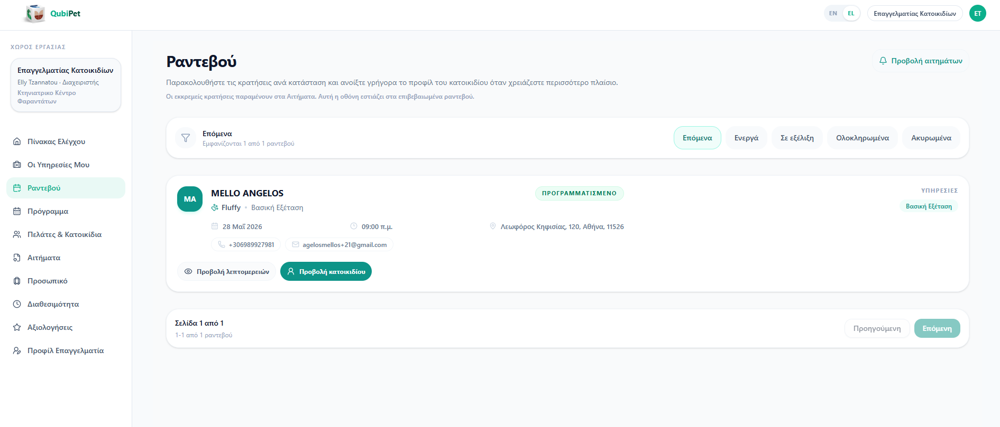 QubiPet
EN EL Επαγγελματίας Κατοικιδίων ET
ΧΩΡΟΣ ΕΡΓΑΣΙΑΣ
Επαγγελματίας Κατοικιδίων
Elly Tzannatou · Διαχειριστής
Κτηνιατρικο Κέντρο
Φαραντάτων
Πίνακας Ελέγχου
Οι Υπηρεσίες Μου
Ραντεβού
Πρόγραμμα
Πελάτες & Κατοικίδια
Αιτήματα
Προσωπικό
Διαθεσιμότητα
Αξιολογήσεις
Προφίλ Επαγγελματία
Ραντεβού
Προβολή αιτημάτων
Παρακολουθήστε τις κρατήσεις ανά κατάσταση και ανοίξτε γρήγορα το προφίλ του κατοικιδίου όταν χρειάζεστε περισσότερο πλαίσιο.
Οι εκκρεμείς κρατήσεις παραμένουν στα Αιτήματα. Αυτή η οθόνη εστιάζει στα επιβεβαιωμένα ραντεβού.
Επόμενα
Εμφανίζονται 1 από 1 ραντεβού
Επόμενα Ενεργά Σε εξέλιξη Ολοκληρωμένα Ακυρωμένα
MA
MELLO ANGELOS
ΠΡΟΓΡΑΜΜΑΤΙΣΜΕΝΟ
Fluffy • Βασική Εξέταση
28 Μαΐ 2026 09:00 π.μ. Λεωφόρος Κηφισίας, 120, Αθήνα, 11526
+306989927981 agelosmellos+21@gmail.com
ΥΠΗΡΕΣΙΕΣ
Βασική Εξέταση
Προβολή λεπτομερειών Προβολή κατοικιδίου
Σελίδα 1 από 1
1-1 από 1 ραντεβού
Προηγούμενη Επόμενη